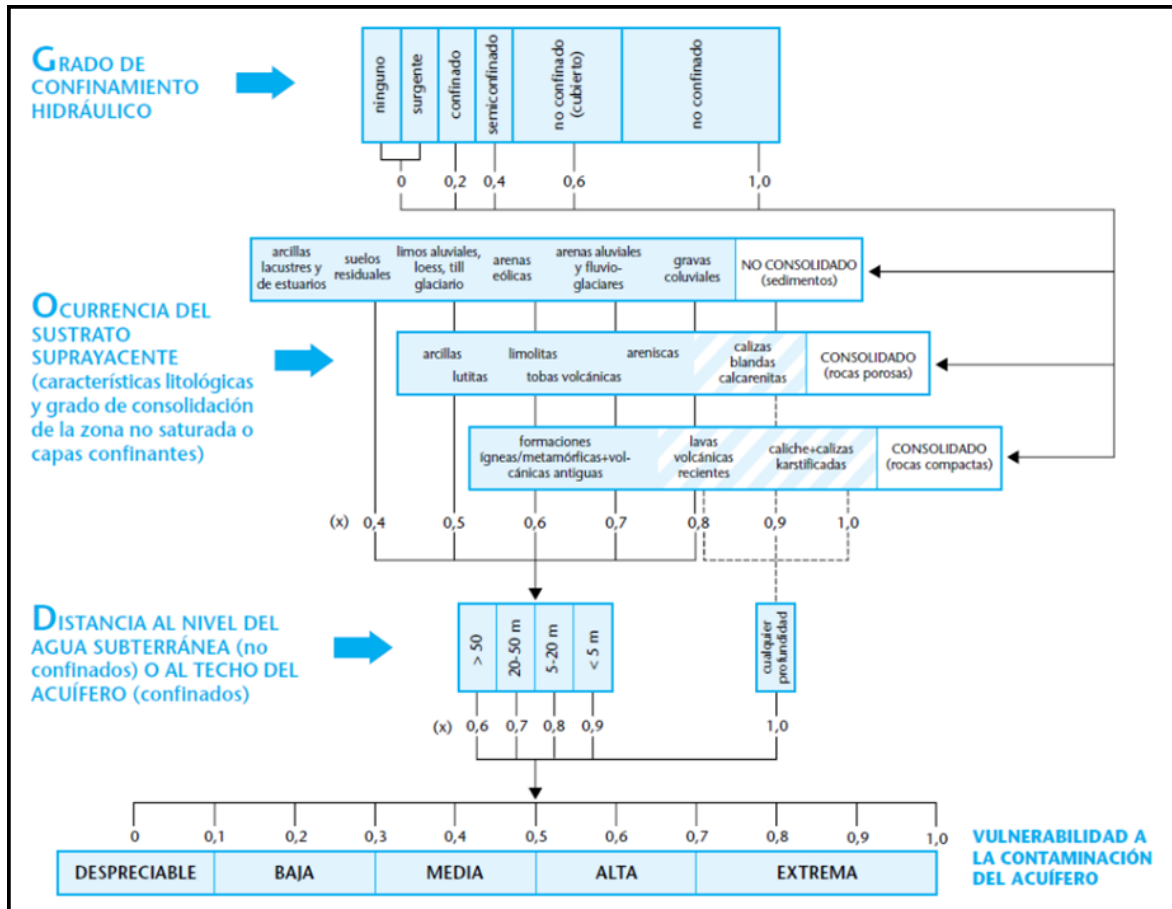 GRADO DE
CONFINAMIENTO
HIDRÁULICO
ninguno
surgente
confinado
semiconfinado
no confinado
(cubierto)
no confinado
0
0,2
0,4
0,6
1,0
OCURRENCIA DEL
SUSTRATO
SUPRAYACENTE
(características litológicas
y grado de consolidación
de la zona no saturada o
capas confinantes)
arcillas
lacustres y
de estuarios
suelos
residuales
limos aluviales,
loess, till
glaciario
arenas
eólicas
arenas aluviales
y fluvio-
glaciares
gravas
coluviales
NO CONSOLIDADO
(sedimentos)
arcillas
lutitas
limolitas
tobas volcánicas
areniscas
calizas
blandas
calcarenitas
CONSOLIDADO
(rocas porosas)
formaciones
ígneas/metamórficas+vol-
cánicas antiguas
lavas
volcánicas
recientes
caliche+calizas
karstificadas
CONSOLIDADO
(rocas compactas)
(x) 0,4
0,5
0,6
0,7
0,8
0,9
1,0
DISTANCIA AL NIVEL DEL
AGUA SUBTERRÁNEA (no
confinados) O AL TECHO DEL
ACUÍFERO (confinados)
> 50
20-50 m
5-20 m
< 5 m
cualquier
profundidad
(x) 0,6
0,7
0,8
0,9
1,0
0
0,1
0,2
0,3
0,4
0,5
0,6
0,7
0,8
0,9
1,0
DESPRECIABLE
BAJA
MEDIA
ALTA
EXTREMA
VULNERABILIDAD A
LA CONTAMINACIÓN
DEL ACUÍFERO